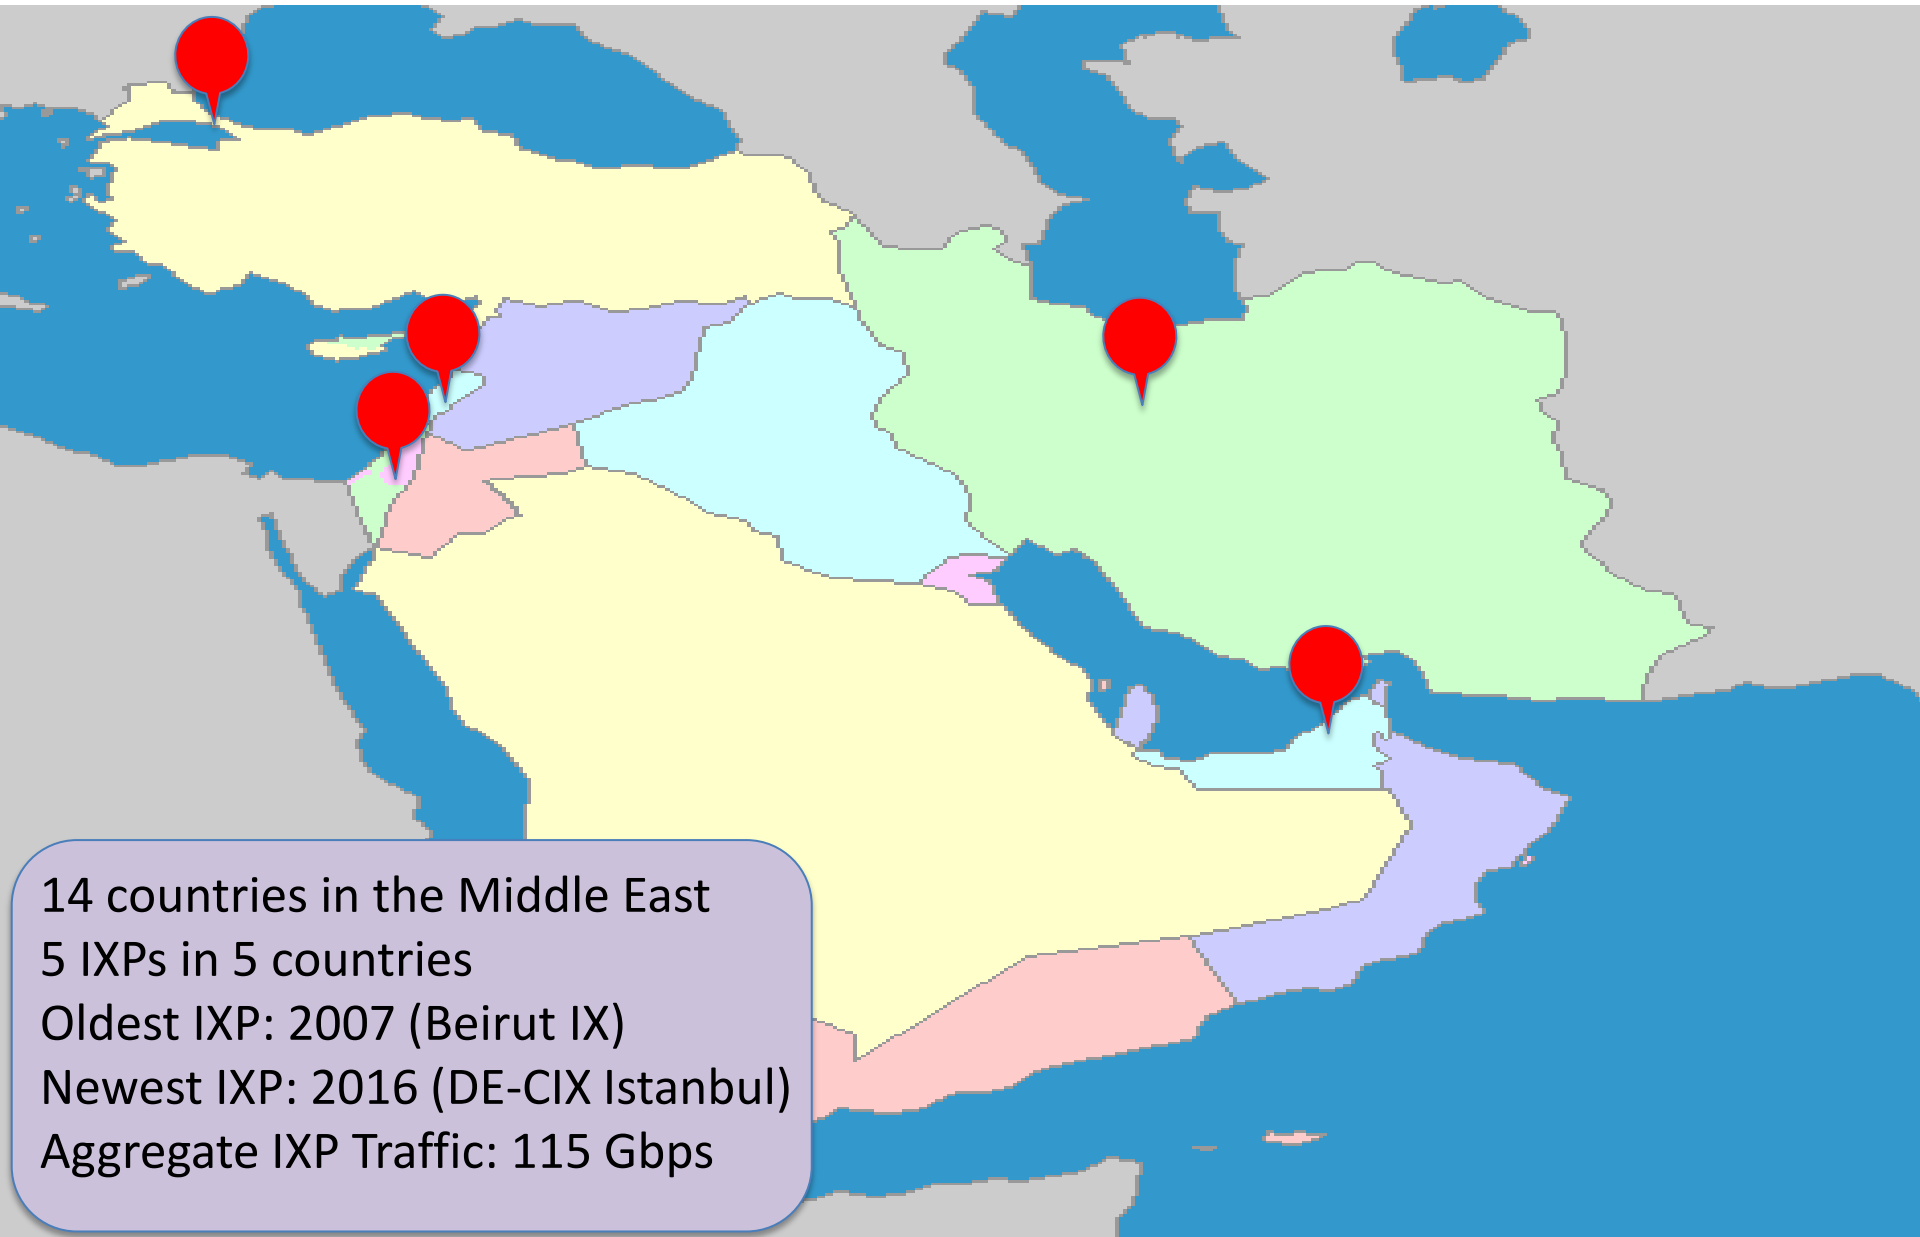 14 countries in the Middle East
5 IXPs in 5 countries
Oldest IXP: 2007 (Beirut IX)
Newest IXP: 2016 (DE-CIX Istanbul)
Aggregate IXP Traffic: 115 Gbps